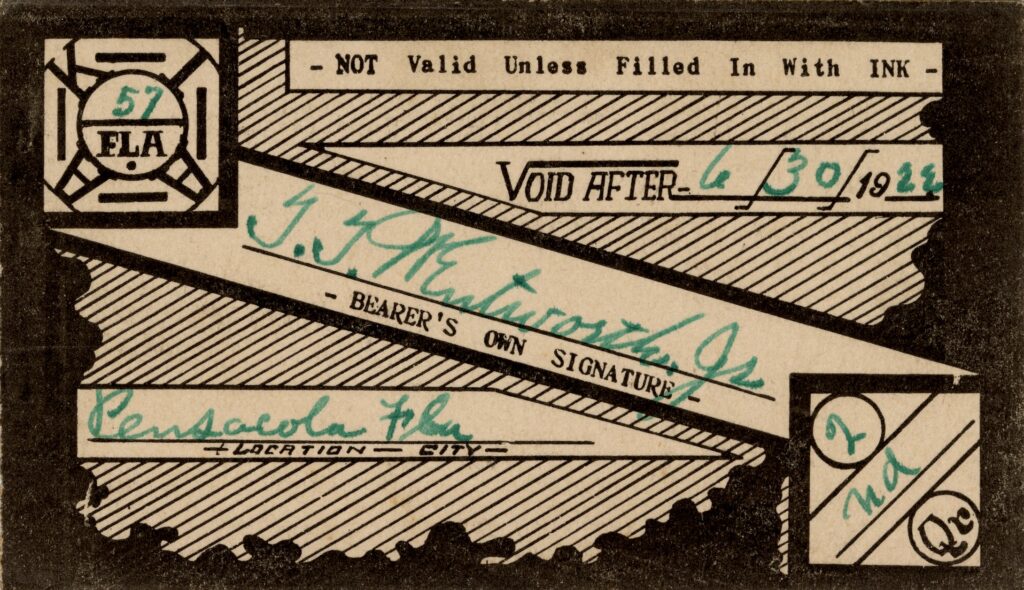 57
FLA
- NOT Valid Unless Filled In With INK -
VOID AFTER- 6/30/1922
T. T. Wentworth, Jr
- BEARER'S OWN SIGNATURE -
Pensacola Fla
- LOCATION - CITY -
2
nd
Qr